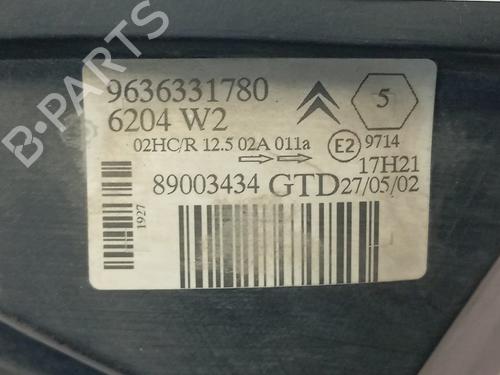 B-PARTS
9636331780
5
6204 W2
02HC/R 12.5 02A 011a
E2 9714
17H21
89003434 GTD 27/05/02
1927